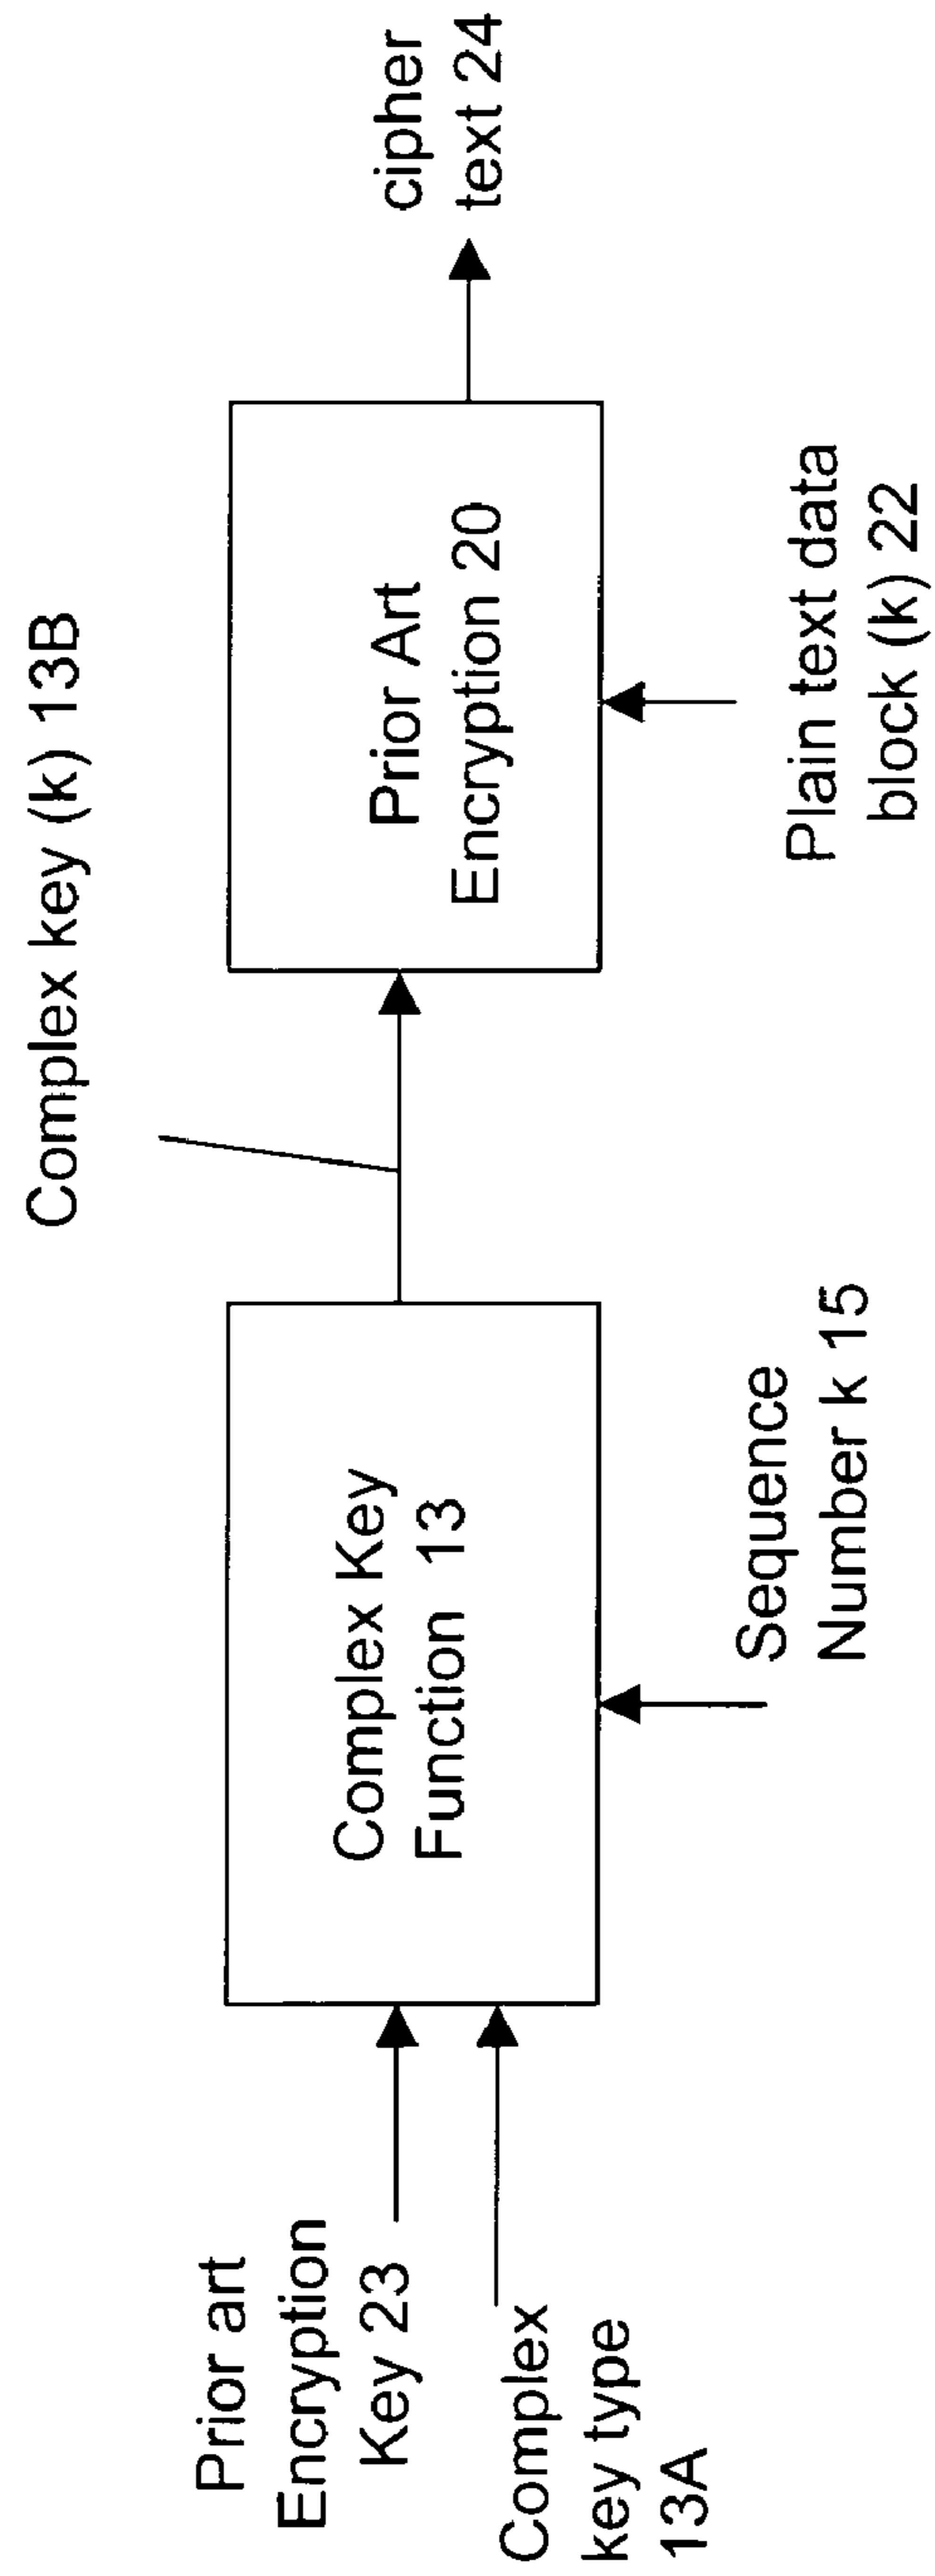 Complex key (k) 13B
Prior art
Encryption
Key 23
Complex
key type
13A
Complex Key
Function 13
Sequence
Number k 15
Prior Art
Encryption 20
Plain text data
block (k) 22
cipher
text 24